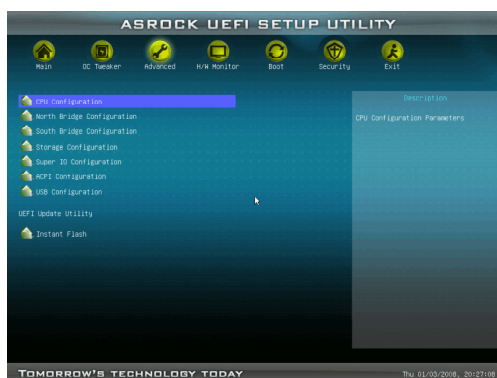 ASROCK UEFI SETUP UTILITY
Main OC Tweaker Advanced H/W Monitor Boot Security Exit
CPU Configuration
North Bridge Configuration
South Bridge Configuration
Storage Configuration
Super IO Configuration
ACPI Configuration
USB Configuration
UEFI Update Utility
Instant Flash
Description
CPU Configuration Parameters
TOMORROW'S TECHNOLOGY TODAY
Thu 01/03/2008, 20:27:08